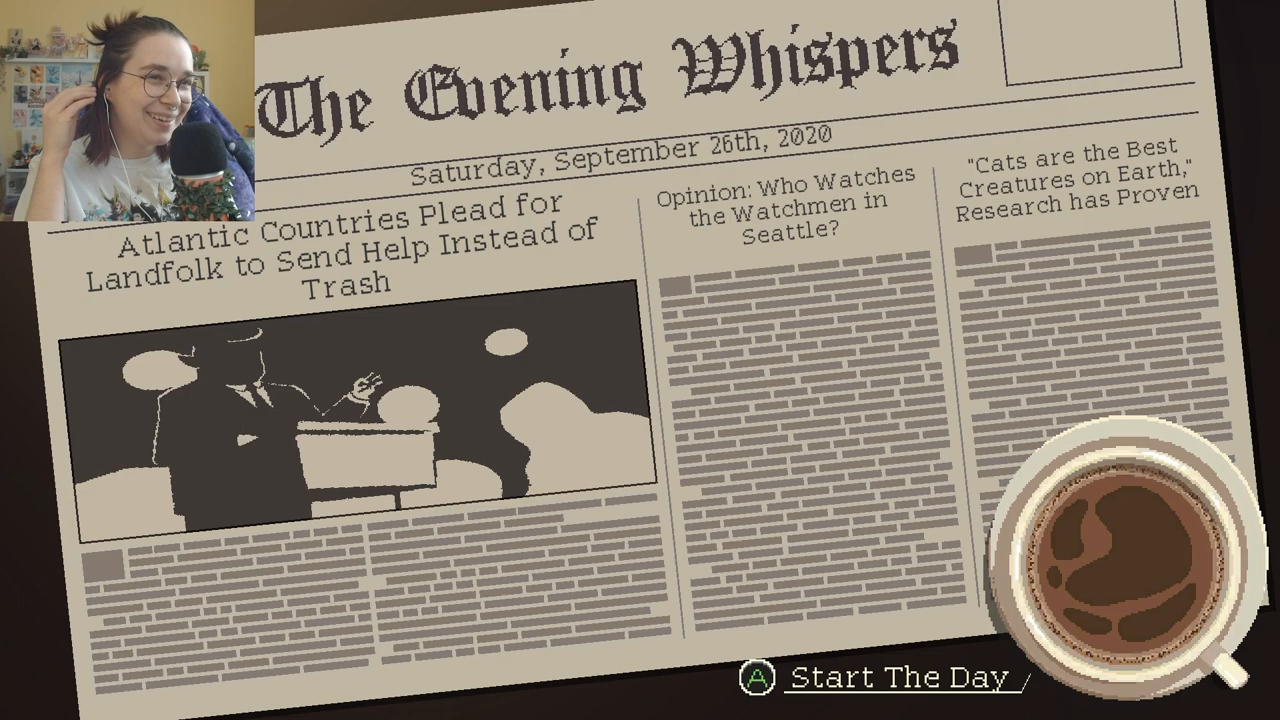 The Evening Whispers
Saturday, September 26th, 2020
Atlantic Countries Plead for
Landfolk to Send Help Instead of
Trash
Opinion: Who Watches
the Watchmen in
Seattle?
"Cats are the Best
Creatures on Earth,"
Research has Proven
A Start The Day